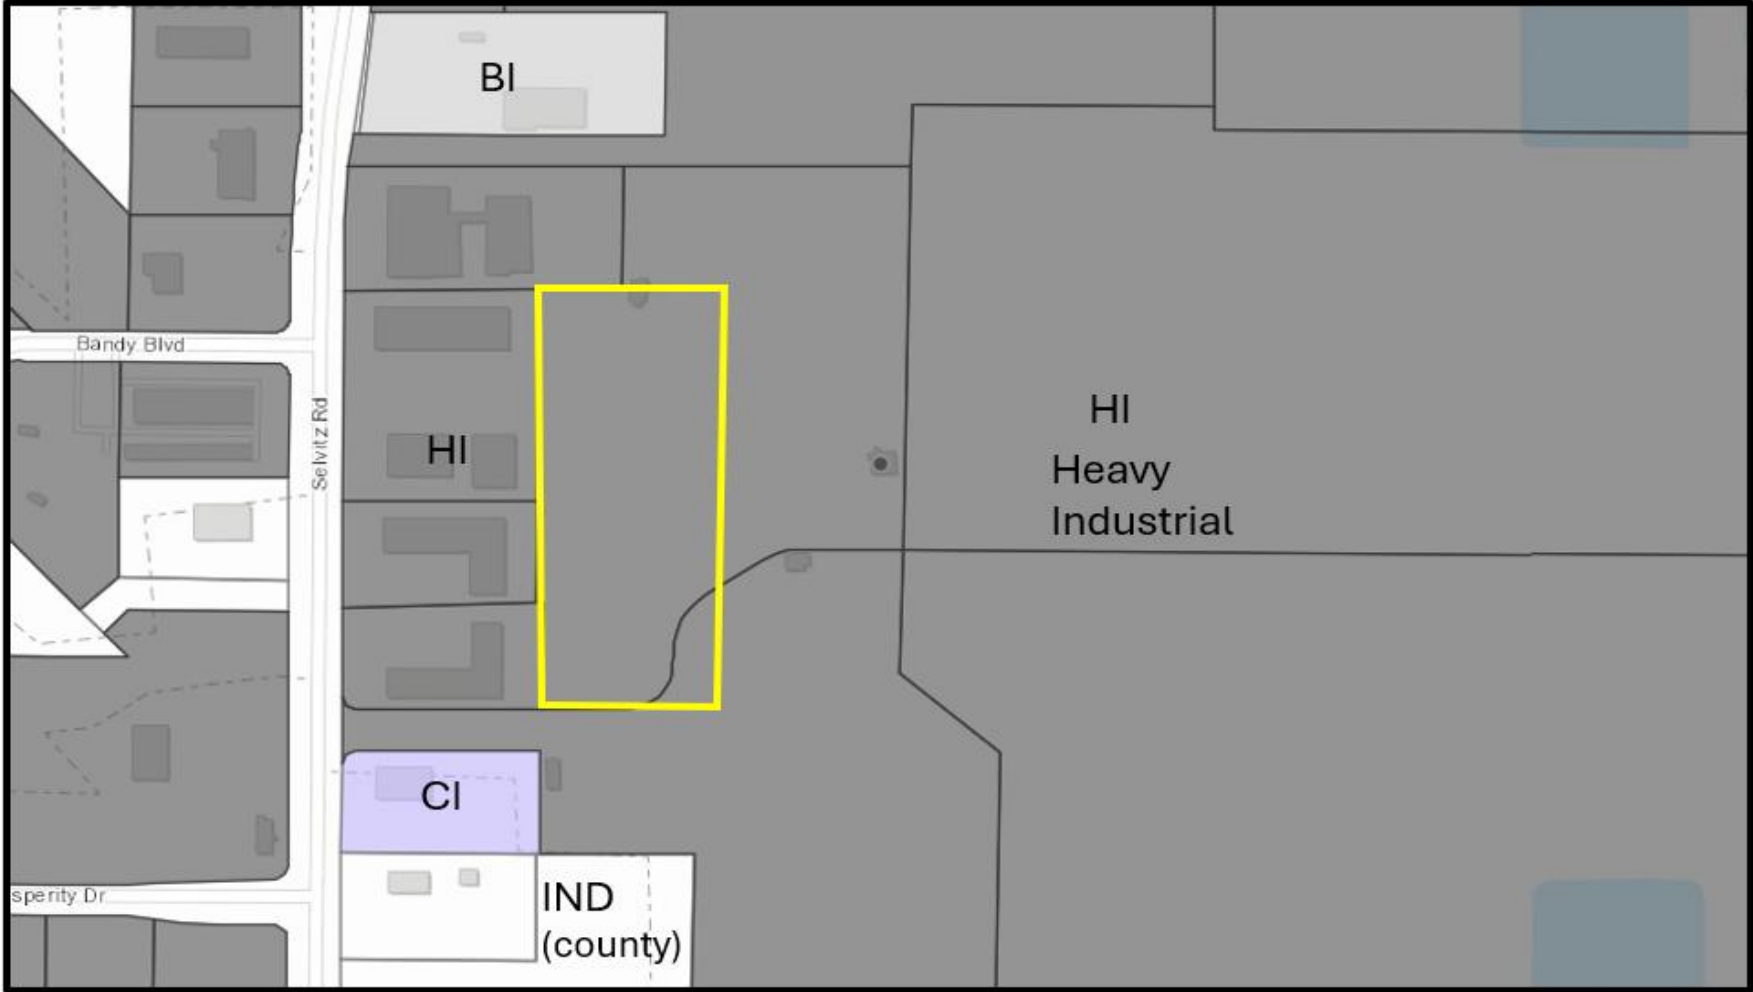 BI
Bandy Blvd
Selvitz Rd
HI
HI
Heavy
Industrial
CI
sperity Dr
IND
(county)